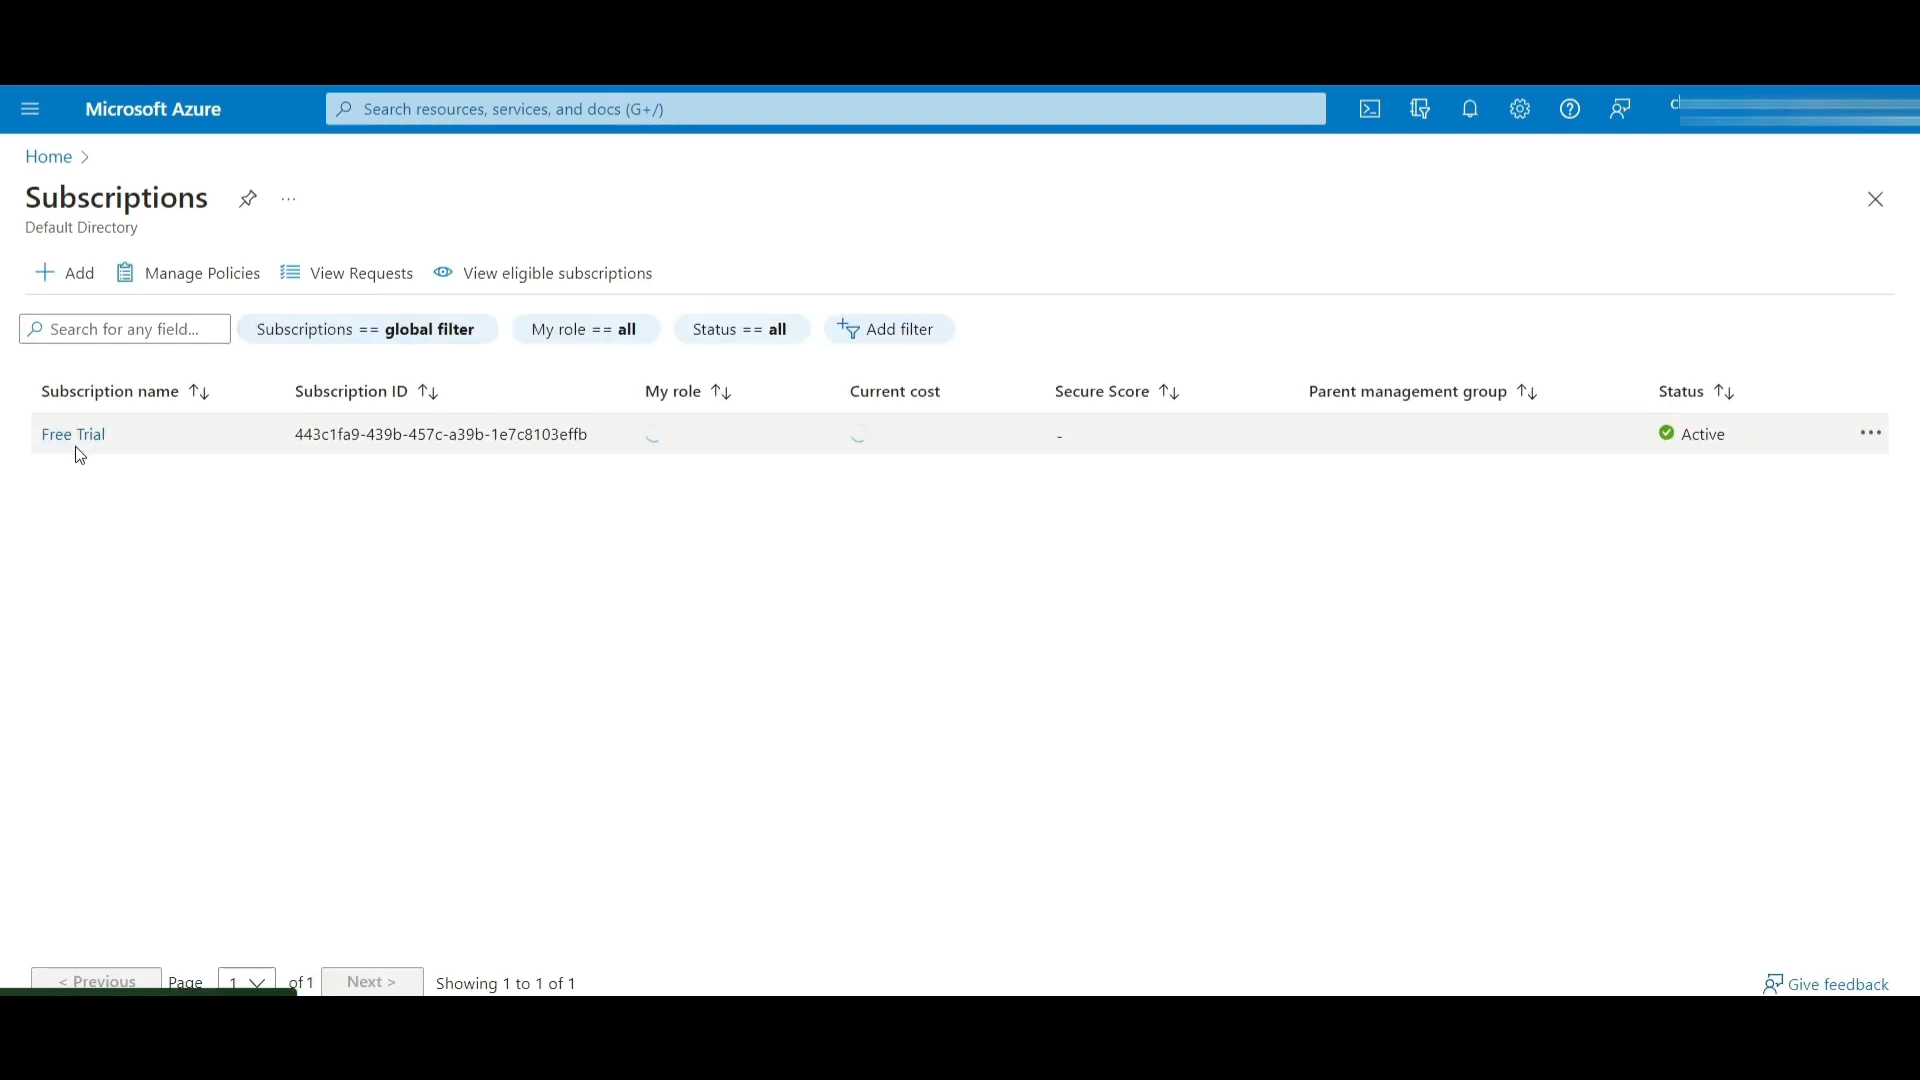 Microsoft Azure
Search resources, services, and docs (G+/)
Home
Subscriptions
Default Directory
Add
Manage Policies
View Requests
View eligible subscriptions
Search for any field...
Subscriptions == global filter
My role == all
Status == all
Add filter
Subscription name
Subscription ID
My role
Current cost
Secure Score
Parent management group
Status
Free Trial
443c1fa9-439b-457c-a39b-1e7c8103effb
-
Active
< Previous
Page
1
of 1
Next >
Showing 1 to 1 of 1
Give feedback